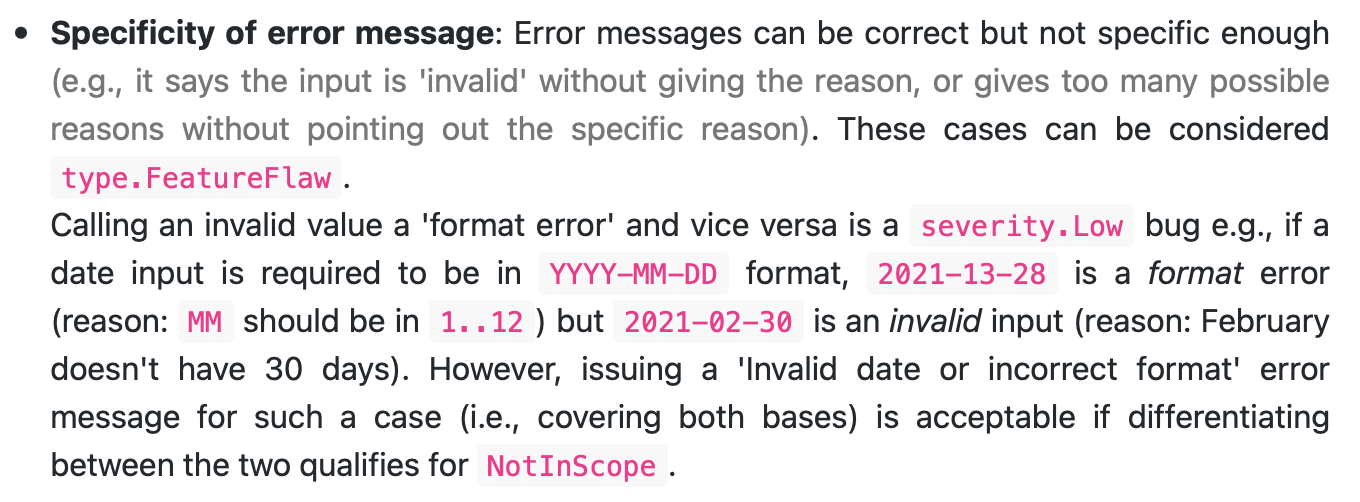 • Specificity of error message: Error messages can be correct but not specific enough
(e.g., it says the input is 'invalid' without giving the reason, or gives too many possible
reasons without pointing out the specific reason). These cases can be considered
type.FeatureFlaw.
Calling an invalid value a 'format error' and vice versa is a severity.Low bug e.g., if a
date input is required to be in YYYY-MM-DD format, 2021-13-28 is a format error
(reason: MM should be in 1..12) but 2021-02-30 is an invalid input (reason: February
doesn't have 30 days). However, issuing a 'Invalid date or incorrect format' error
message for such a case (i.e., covering both bases) is acceptable if differentiating
between the two qualifies for NotInScope.